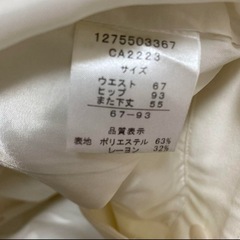 1275503367
CA2223
サイズ
ウエスト 67
ヒップ 93
また下丈 55
67-93
品質表示
表地 ポリエステル 63%
レーヨン 32%